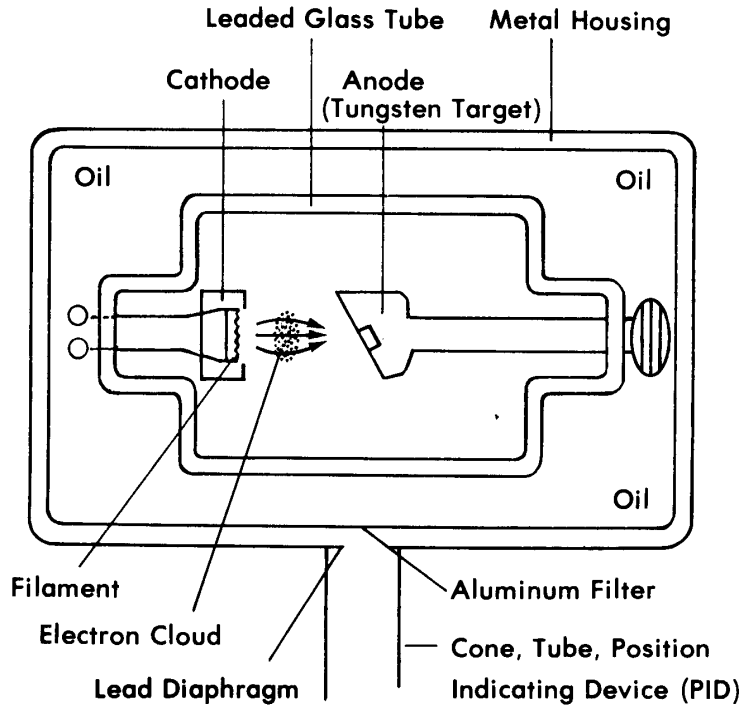 Leaded Glass Tube
Metal Housing
Cathode
Anode
(Tungsten Target)
Oil
Oil
Oil
Filament
Aluminum Filter
Electron Cloud
Cone, Tube, Position
Lead Diaphragm
Indicating Device (PID)